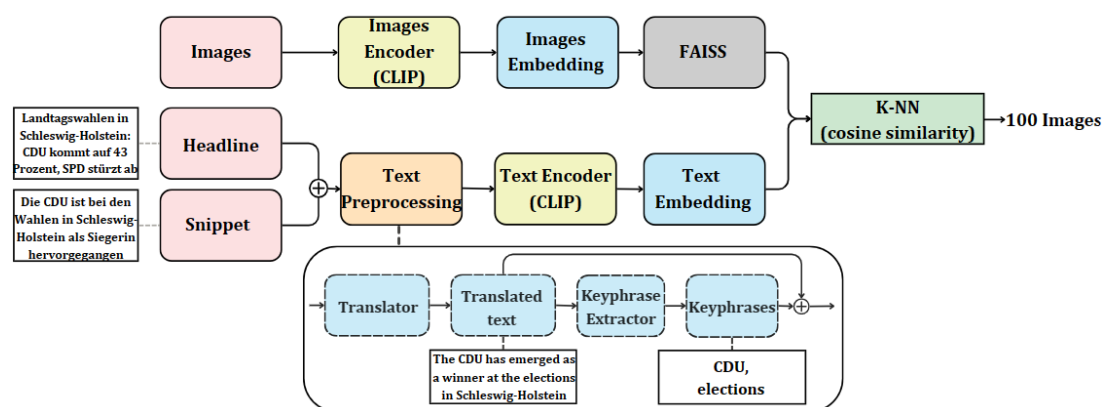 Images
Images
Encoder
(CLIP)
Images
Embedding
FAISS
K-NN
(cosine similarity)
100 Images
Landtagswahlen in
Schleswig-Holstein:
CDU kommt auf 43
Prozent, SPD stürzt ab
Headline
Die CDU ist bei den
Wahlen in Schleswig-
Holstein als Siegerin
hervorgegangen
Snippet
Text
Preprocessing
Text Encoder
(CLIP)
Text
Embedding
Translator
Translated
text
Keyphrase
Extractor
Keyphrases
The CDU has emerged as
a winner at the elections
in Schleswig-Holstein
CDU,
elections